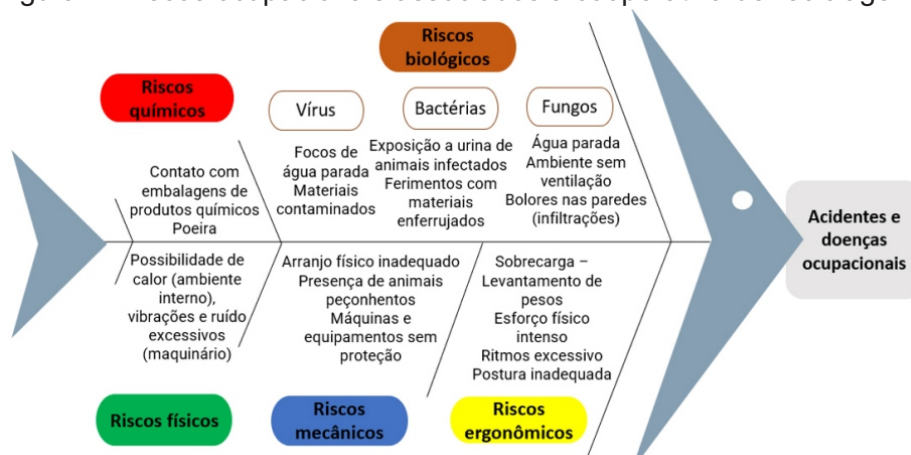 Riscos
biológicos
Riscos
químicos
Vírus
Bactérias
Fungos
Contato com
embalagens de
produtos químicos
Poeira
Focos de
água parada
Materiais
contaminados
Exposição a urina de
animais infectados
Ferimentos com
materiais
enferrujados
Água parada
Ambiente sem
ventilação
Bolores nas paredes
(infiltrações)
Acidentes e
doenças
ocupacionais
Possibilidade de
calor (ambiente
interno),
vibrações e ruído
excessivos
(maquinário)
Arranjo físico inadequado
Presença de animais
peçonhentos
Máquinas e
equipamentos sem
proteção
Sobrecarga –
Levantamento de
pesos
Esforço físico
intenso
Ritmos excessivo
Postura inadequada
Riscos físicos
Riscos
mecânicos
Riscos
ergonômicos